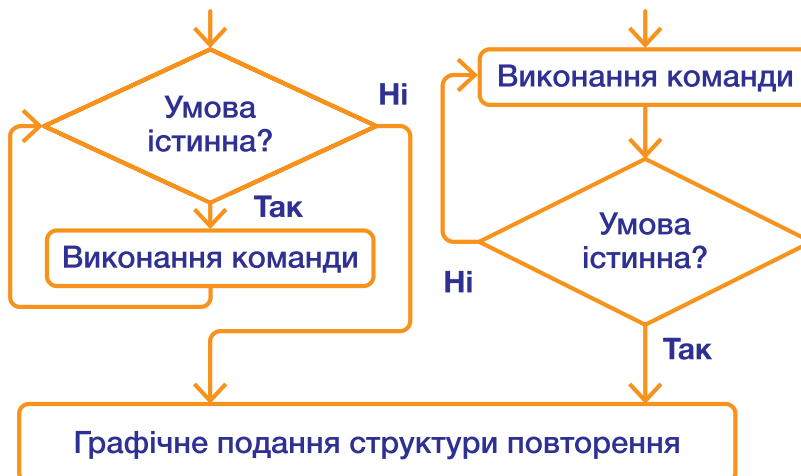 Умова
істинна?
Ні
Так
Виконання команди
Виконання команди
Умова
істинна?
Ні
Так
Графічне подання структури повторення